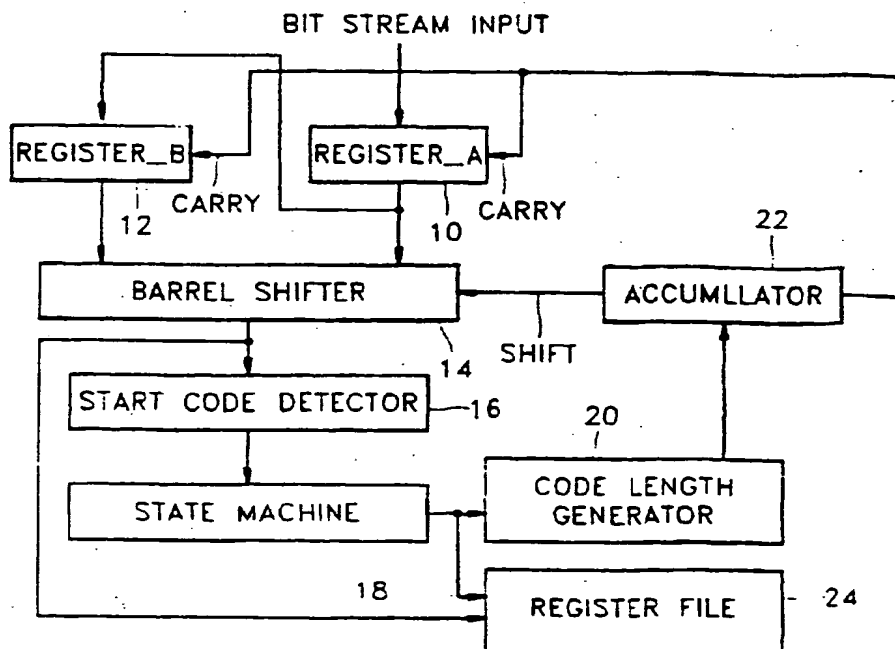 BIT STREAM INPUT
REGISTER_B
REGISTER_A
CARRY
CARRY
12
10
22
BARREL SHIFTER
ACCUMLLATOR
SHIFT
14
START CODE DETECTOR
16
20
STATE MACHINE
CODE LENGTH
GENERATOR
18
REGISTER FILE
24